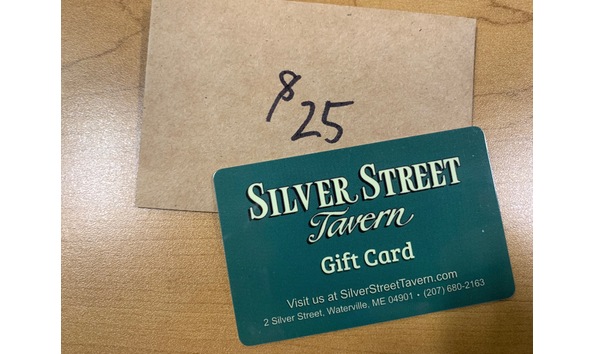 $
25
SILVER STREET
Tavern
Gift Card
Visit us at SilverStreetTavern.com
2 Silver Street, Waterville, ME 04901 • (207) 680-2163